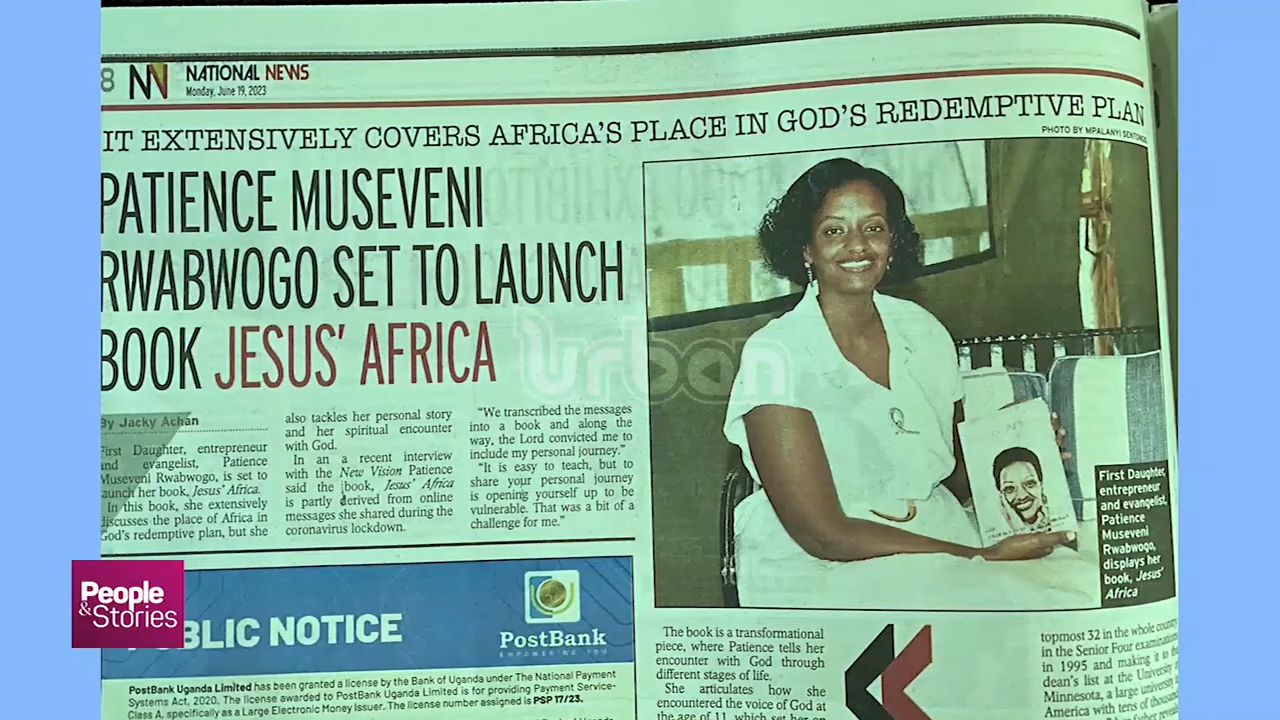 8 NN NATIONAL NEWS
Monday, June 19, 2023
IT EXTENSIVELY COVERS AFRICA'S PLACE IN GOD'S REDEMPTIVE PLAN
PHOTO BY MPALANYI
PATIENCE MUSEVENI
RWABWOGO SET TO LAUNCH
BOOK JESUS' AFRICA
urban
By Jacky Achan
First Daughter, entrepreneur
and evangelist, Patience
Museveni Rwabwogo, is set to
launch her book, Jesus' Africa.
In this book, she extensively
discusses the place of Africa in
God's redemptive plan, but she
also tackles her personal story
and her spiritual encounter
with God.
In an a recent interview
with the New Vision Patience
said the book, Jesus' Africa
is partly derived from online
messages she shared during the
coronavirus lockdown.
"We transcribed the messages
into a book and along the
way, the Lord convicted me to
include my personal journey."
"It is easy to teach, but to
share your personal journey
is opening yourself up to be
vulnerable. That was a bit of a
challenge for me."
First Daughter,
entrepreneur
and evangelist,
Patience
Museveni
Rwabwogo,
displays her
book, Jesus'
Africa
People
&Stories
BLIC NOTICE
PostBank
EMPOWERING YOU
PostBank Uganda Limited has been granted a license by the Bank of Uganda under The National Payment
Systems Act, 2020. The license awarded to PostBank Uganda Limited is for providing Payment Service-
Class A, specifically as a Large Electronic Money Issuer. The license number assigned is PSP 17/23.
The book is a transformational
piece, where Patience tells her
encounter with God through
different stages of life.
She articulates how she
encountered the voice of God at
the age of 11, which set her on
topmost 32 in the whole country
in the Senior Four examinations
in 1995 and making it to the
dean's list at the University of
Minnesota, a large university in
America with tens of thousands